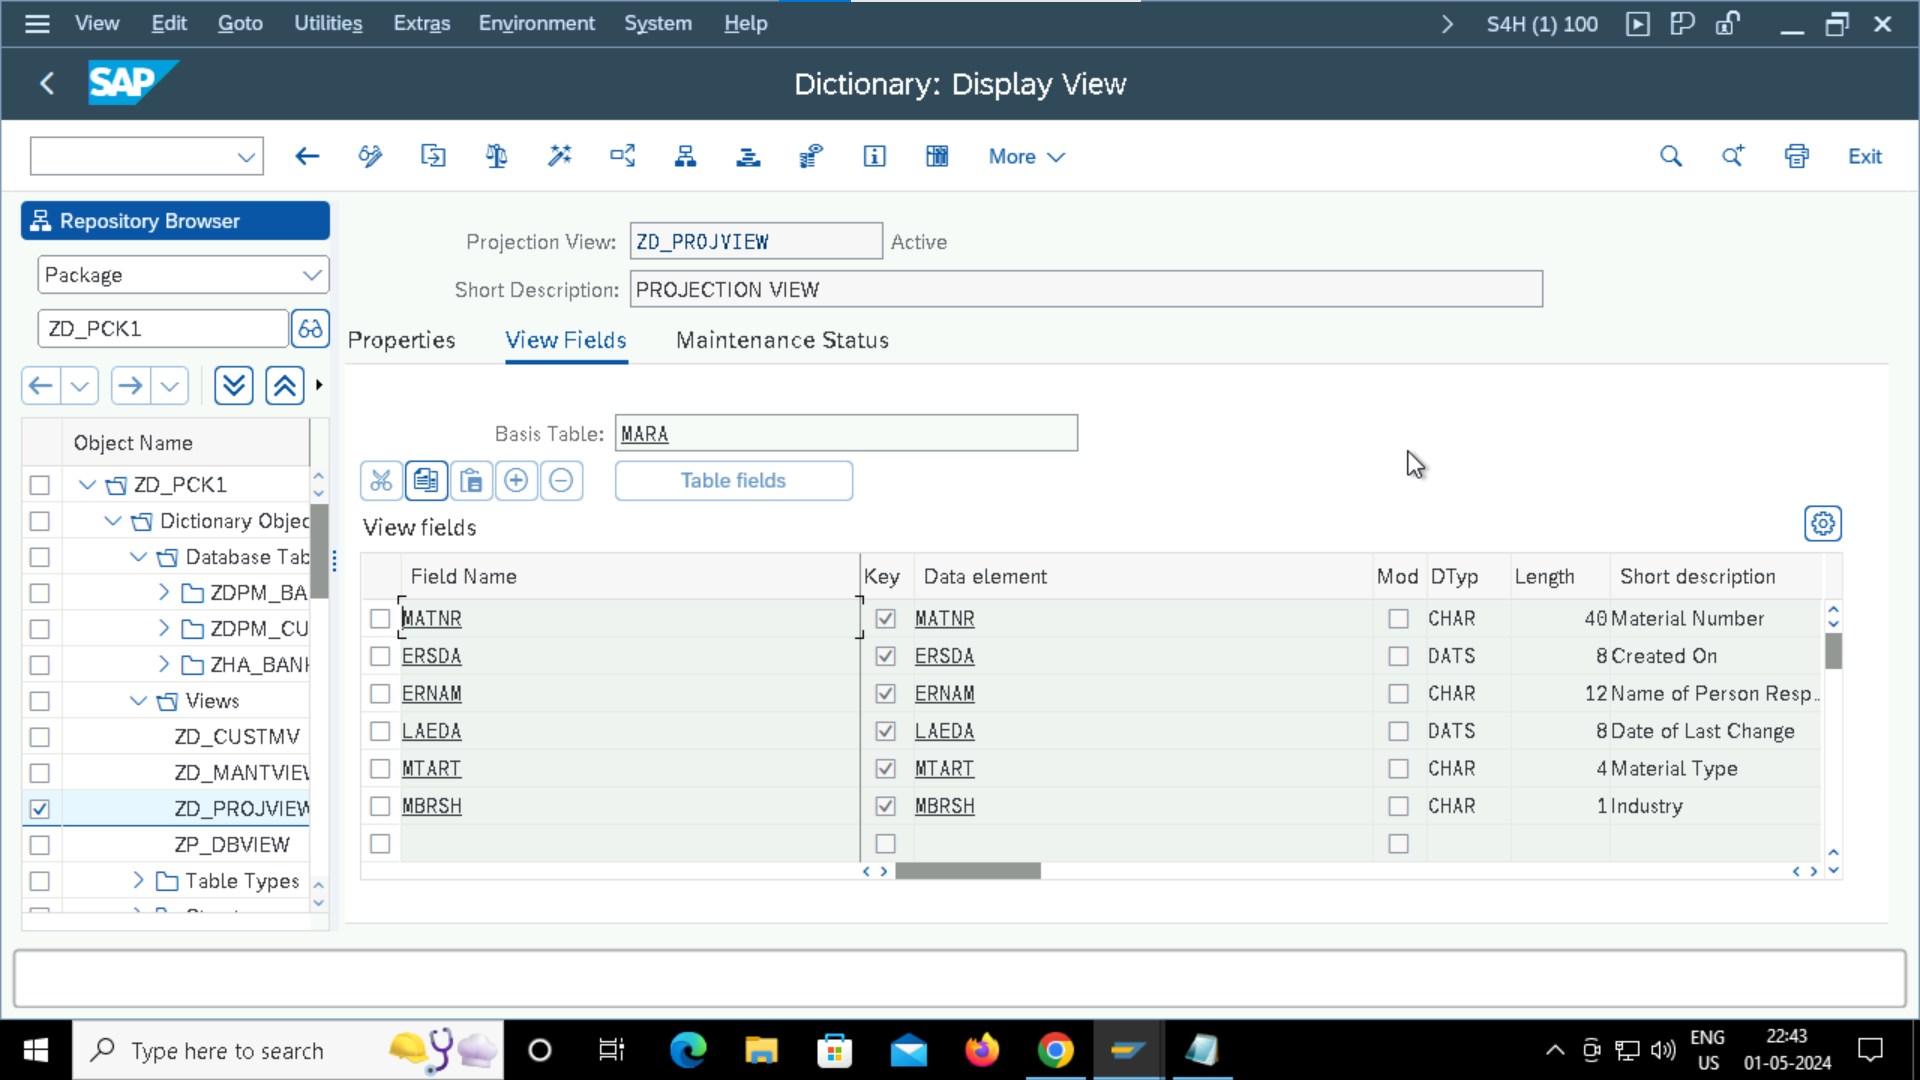 View Edit Goto Utilities Extras Environment System Help S4H (1) 100
SAP Dictionary: Display View
More Exit
Repository Browser
Package
ZD_PCK1
Object Name
ZD_PCK1
Dictionary Objec
Database Tab
ZDPM_BA
ZDPM_CU
ZHA_BAN
Views
ZD_CUSTMV
ZD_MANTVIE
ZD_PROJVIEW
ZP_DBVIEW
Table Types
Projection View: ZD_PROJVIEW Active
Short Description: PROJECTION VIEW
Properties View Fields Maintenance Status
Basis Table: MARA
Table fields
View fields
Field Name Key Data element Mod DTyp Length Short description
MATNR MATNR CHAR 40 Material Number
ERSDA ERSDA DATS 8 Created On
ERNAM ERNAM CHAR 12 Name of Person Resp..
LAEDA LAEDA DATS 8 Date of Last Change
MTART MTART CHAR 4 Material Type
MBRSH MBRSH CHAR 1 Industry
Type here to search
ENG
US
22:43
01-05-2024